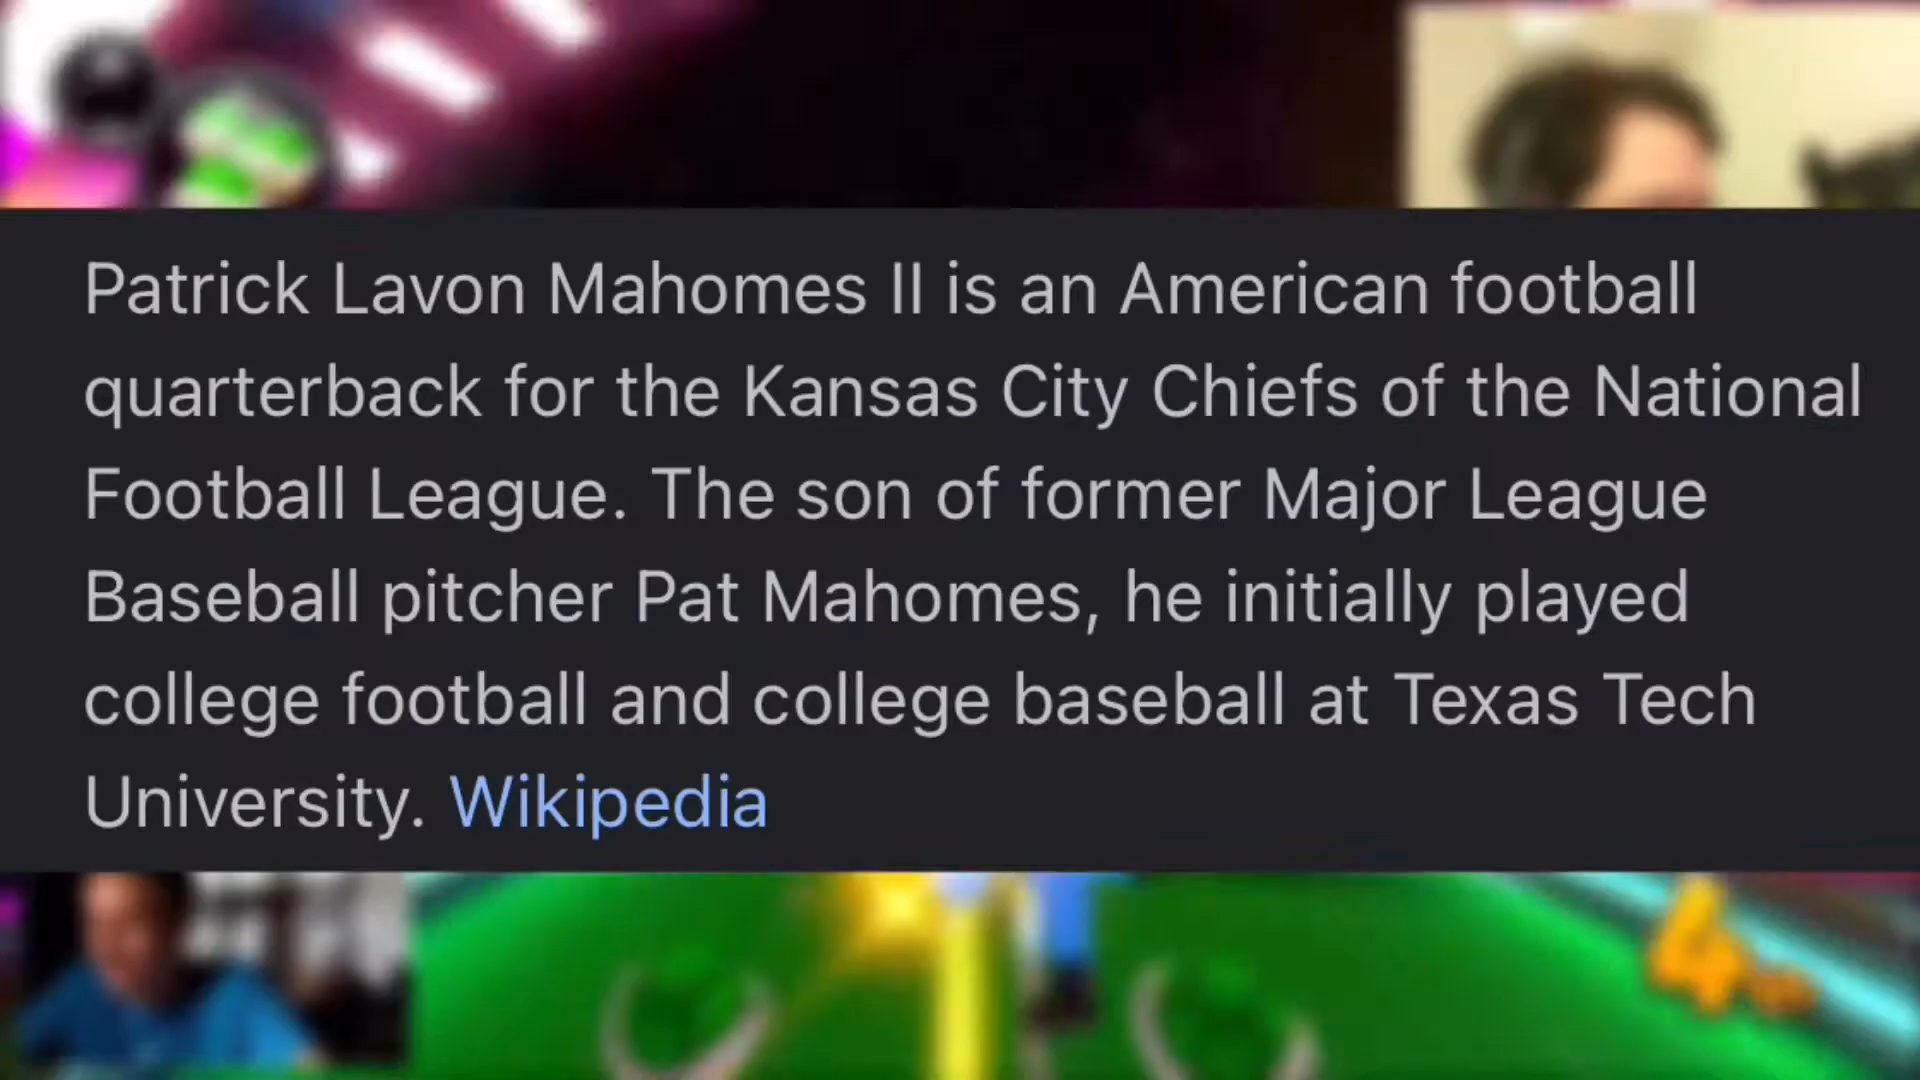 Patrick Lavon Mahomes II is an American football
quarterback for the Kansas City Chiefs of the National
Football League. The son of former Major League
Baseball pitcher Pat Mahomes, he initially played
college football and college baseball at Texas Tech
University. Wikipedia
4